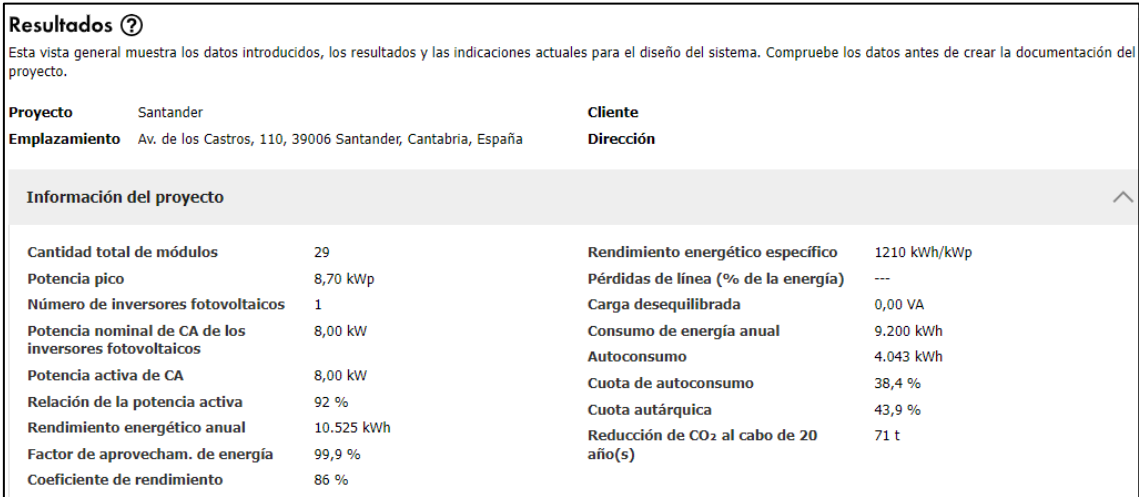 Resultados ?
Esta vista general muestra los datos introducidos, los resultados y las indicaciones actuales para el diseño del sistema. Compruebe los datos antes de crear la documentación del
proyecto.
Proyecto Santander Cliente
Emplazamiento Av. de los Castros, 110, 39006 Santander, Cantabria, España Dirección
Información del proyecto
Cantidad total de módulos 29
Potencia pico 8,70 kWp
Número de inversores fotovoltaicos 1
Potencia nominal de CA de los 8,00 kW
inversores fotovoltaicos
Potencia activa de CA 8,00 kW
Relación de la potencia activa 92 %
Rendimiento energético anual 10.525 kWh
Factor de aprovecham. de energía 99,9 %
Coeficiente de rendimiento 86 %
Rendimiento energético específico 1210 kWh/kWp
Pérdidas de línea (% de la energía) ---
Carga desequilibrada 0,00 VA
Consumo de energía anual 9.200 kWh
Autoconsumo 4.043 kWh
Cuota de autoconsumo 38,4 %
Cuota autárquica 43,9 %
Reducción de CO₂ al cabo de 20 71 t
año(s)